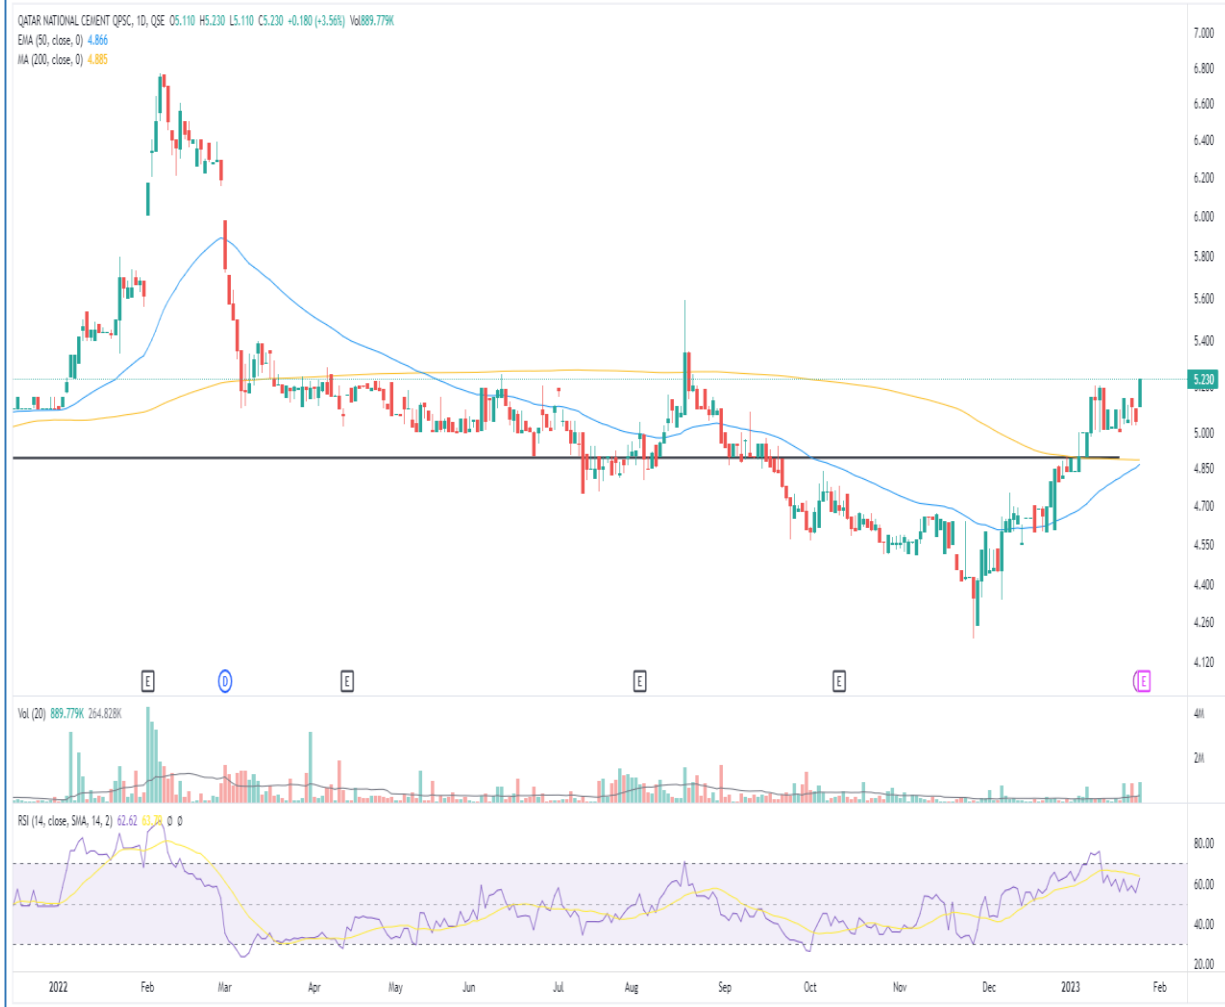 QATAR NATIONAL CEMENT QPSC, 1D, QSE O5.110 H5.230 L5.110 C5.230 +0.180 (+3.56%) Vol889.779K
EMA (50, close, 0) 4.866
MA (200, close, 0) 4.885
7.000
6.800
6.600
6.400
6.200
6.000
5.800
5.600
5.400
5.230
5.000
4.850
4.700
4.550
4.400
4.260
4.120
E
D
E
E
E
E
Vol (20) 889.779K 264.828K
4M
2M
RSI (14, close, SMA, 14, 2) 62.62 Ø Ø
80.00
60.00
40.00
20.00
2022 Feb Mar Apr May Jun Jul Aug Sep Oct Nov Dec 2023 Feb